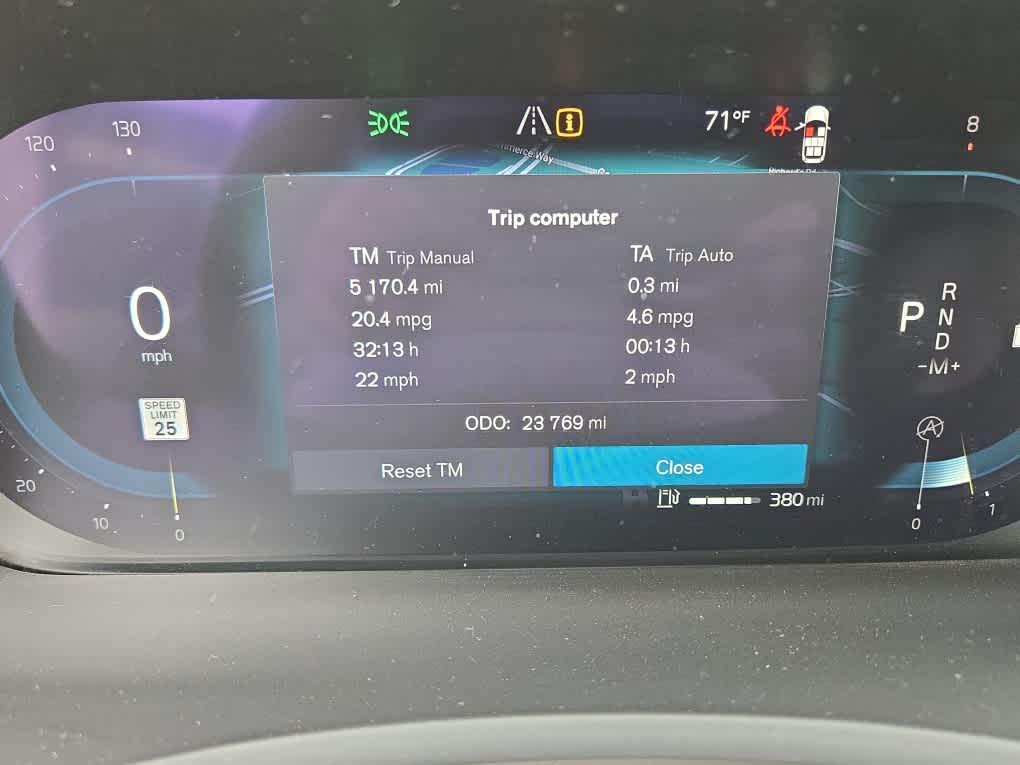 71°F
120
130
8
Trip computer
TM Trip Manual
TA Trip Auto
5 170.4 mi
0.3 mi
20.4 mpg
4.6 mpg
32:13 h
00:13 h
22 mph
2 mph
ODO: 23 769 mi
Reset TM
Close
380 mi
0
mph
SPEED
LIMIT
25
20
10
0
P
R
N
D
-M+
A
0
1